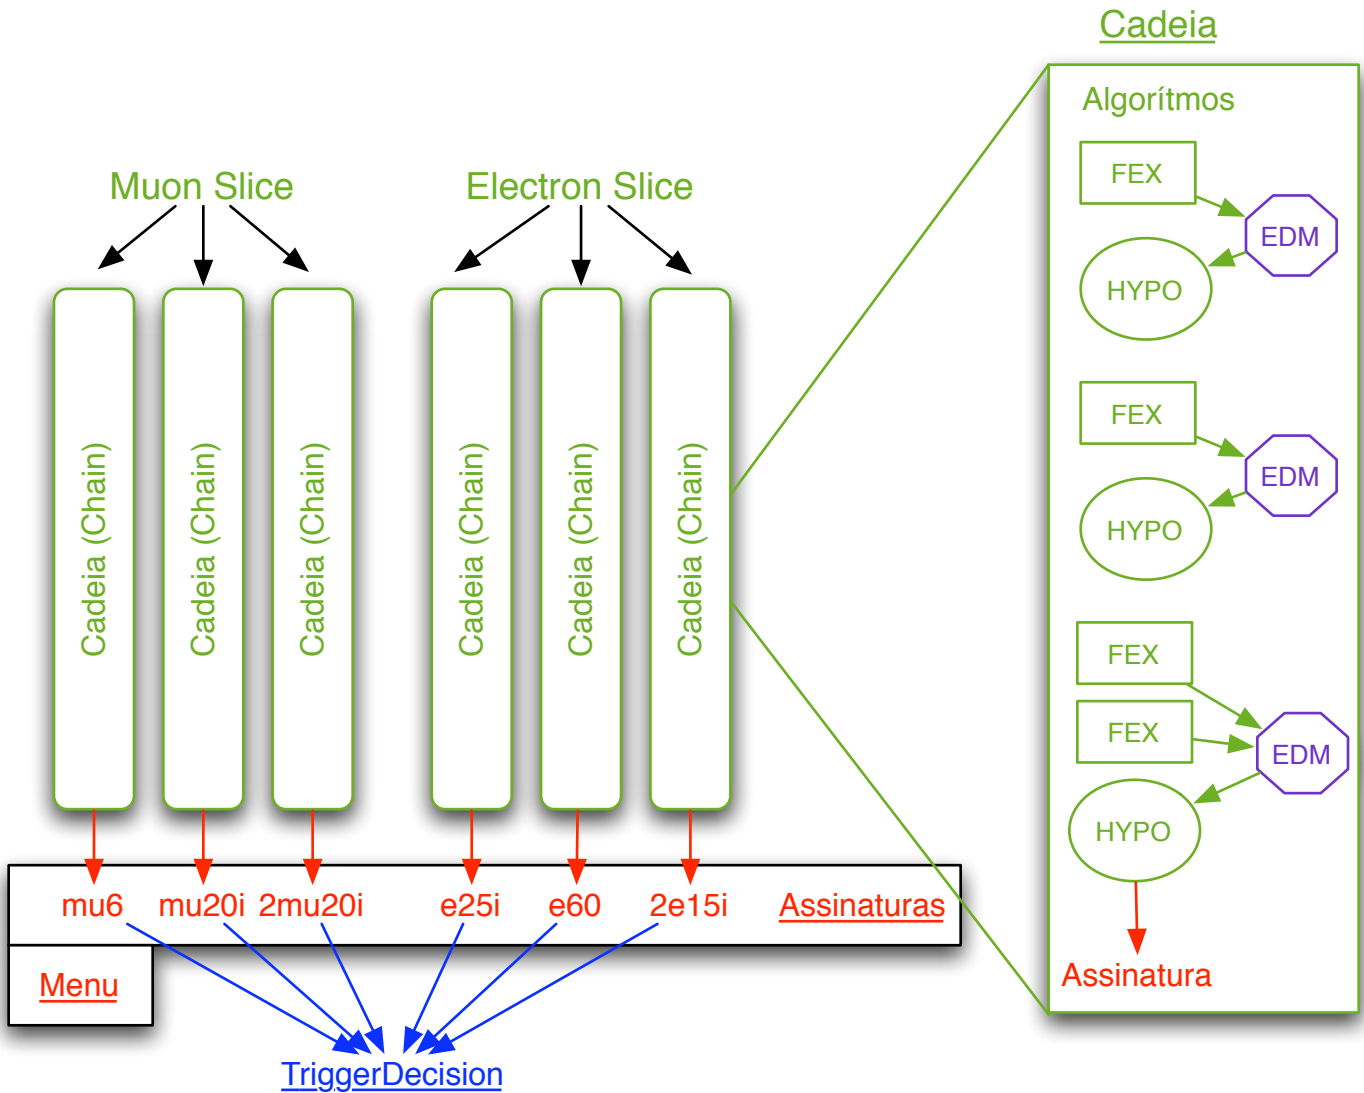 Cadeia
Algorítmos
FEX
EDM
HYPO
FEX
EDM
HYPO
FEX
FEX
EDM
HYPO
Assinatura
Muon Slice
Electron Slice
Cadeia (Chain)
Cadeia (Chain)
Cadeia (Chain)
Cadeia (Chain)
Cadeia (Chain)
Cadeia (Chain)
mu6 mu20i 2mu20i e25i e60 2e15i Assinaturas
Menu
TriggerDecision